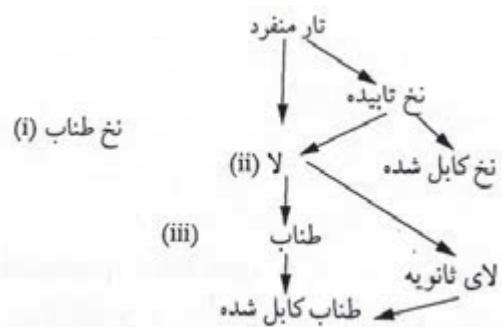 تار منفرد
نخ تابیده
نخ طناب (i)
لا (ii)
نخ کابل شده
طناب (iii)
لای ثانویه
طناب کابل شده